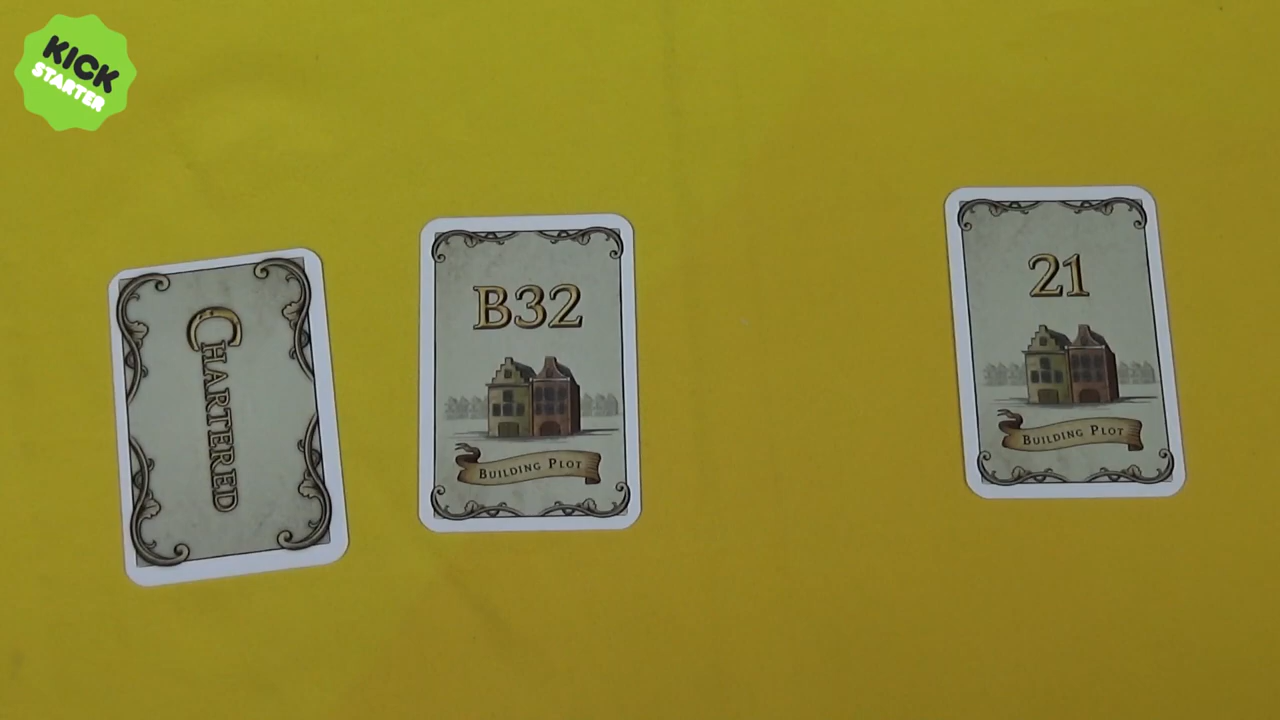 KICK
STARTER
CHARTERED
B32
BUILDING PLOT
21
BUILDING PLOT